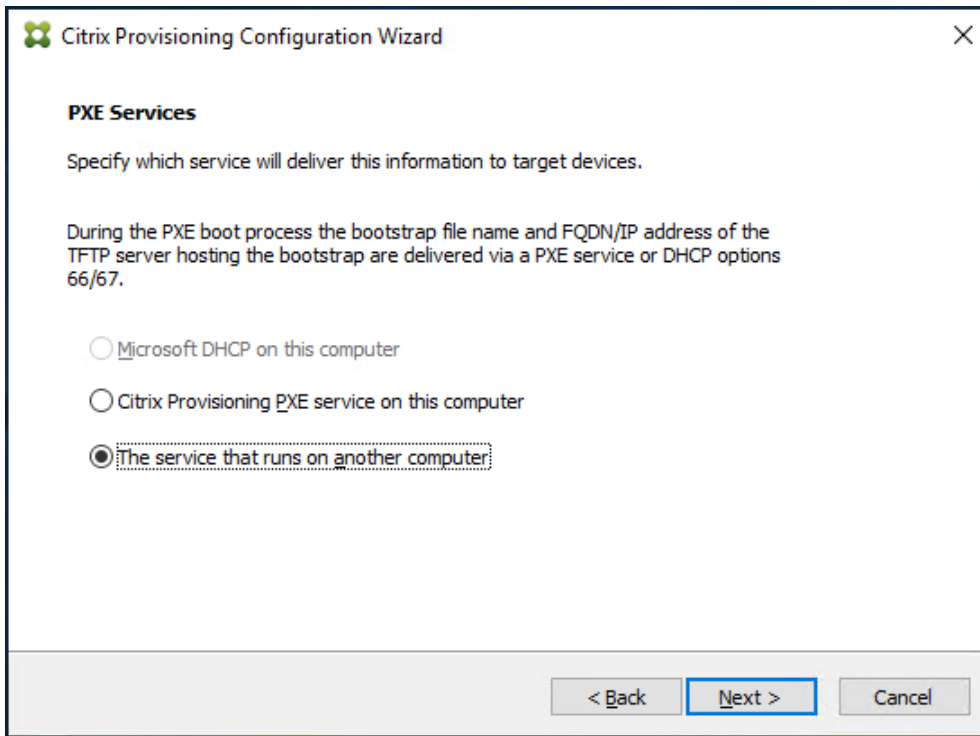 Citrix Provisioning Configuration Wizard
PXE Services
Specify which service will deliver this information to target devices.
During the PXE boot process the bootstrap file name and FQDN/IP address of the
TFTP server hosting the bootstrap are delivered via a PXE service or DHCP options
66/67.
Microsoft DHCP on this computer
Citrix Provisioning PXE service on this computer
The service that runs on another computer
< Back Next > Cancel